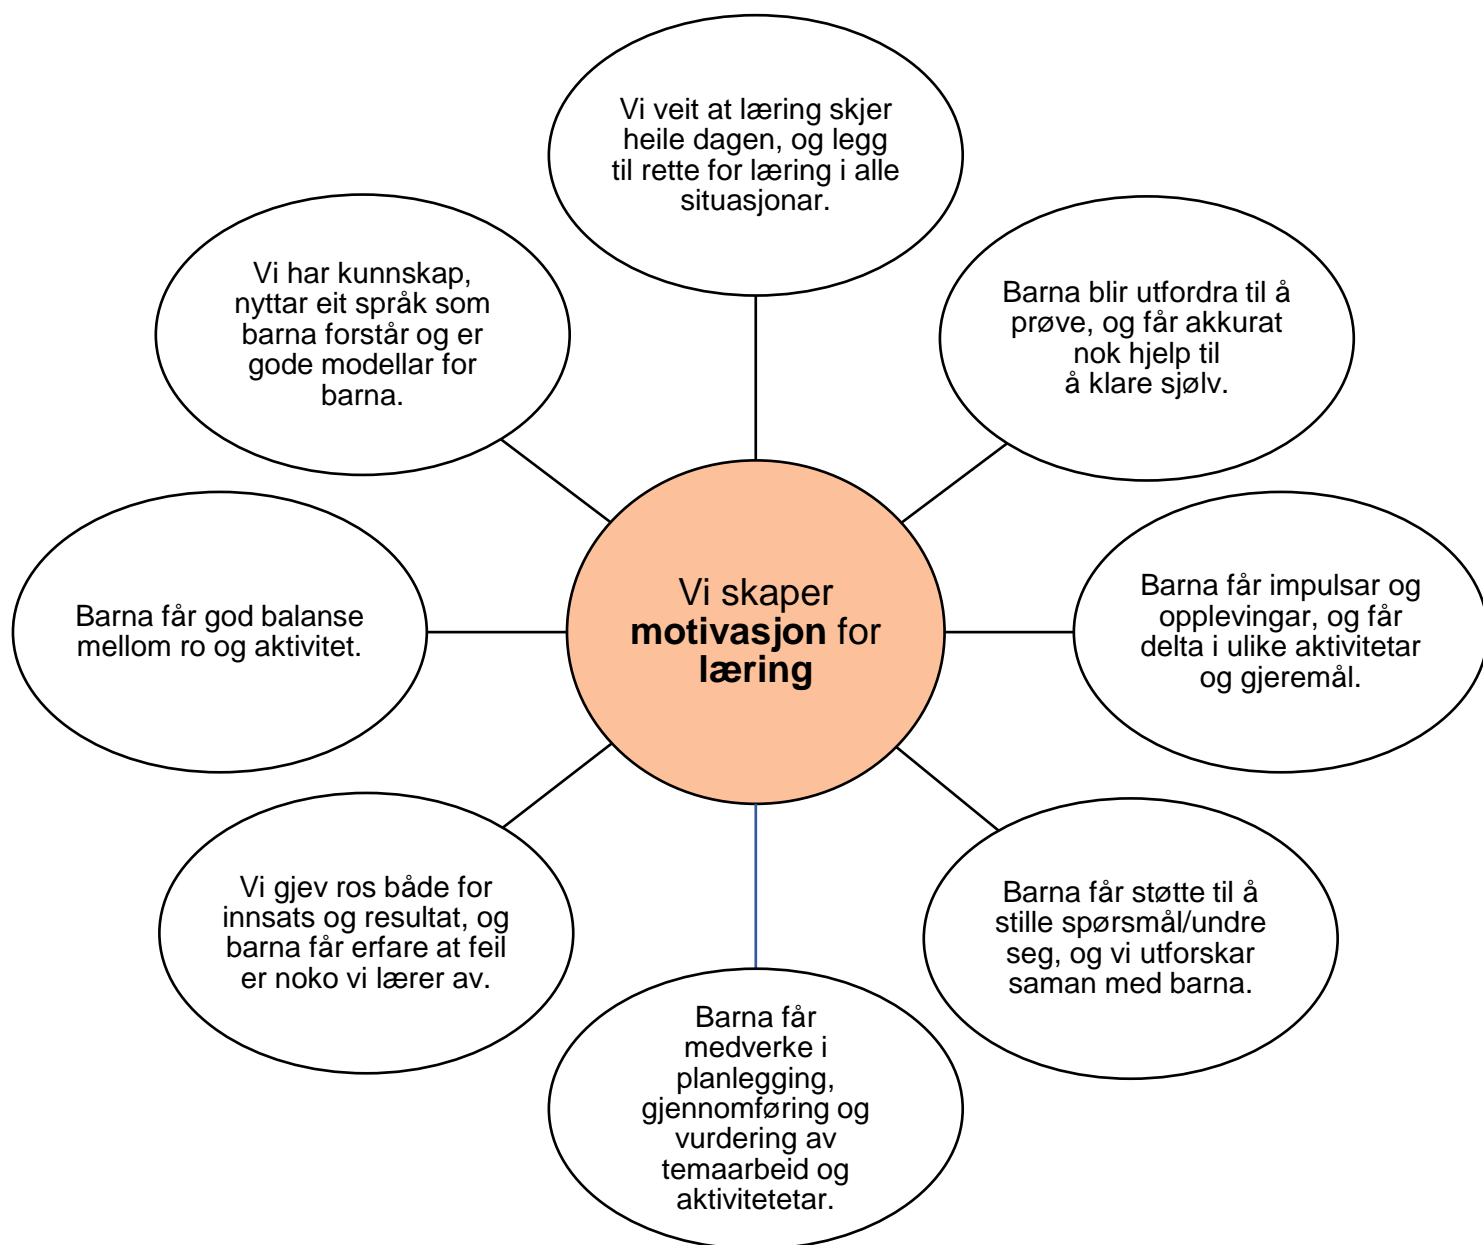 Vi veit at læring skjer
heile dagen, og legg
til rette for læring i alle
situasjonar.
Vi har kunnskap,
nyttar eit språk som
barna forstår og er
gode modellar for
barna.
Barna blir utfordra til å
prøve, og får akkurat
nok hjelp til
å klare sjølv.
Barna får god balanse
mellom ro og aktivitet.
Vi skaper
motivasjon for
læring
Barna får impulsar og
opplevingar, og får
delta i ulike aktivitetar
og gjeremål.
Vi gjev ros både for
innsats og resultat, og
barna får erfare at feil
er noko vi lærer av.
Barna får støtte til å
stille spørsmål/undre
seg, og vi utforskar
saman med barna.
Barna får
medverke i
planlegging,
gjennomføring og
vurdering av
temaarbeid og
aktivitetetar.